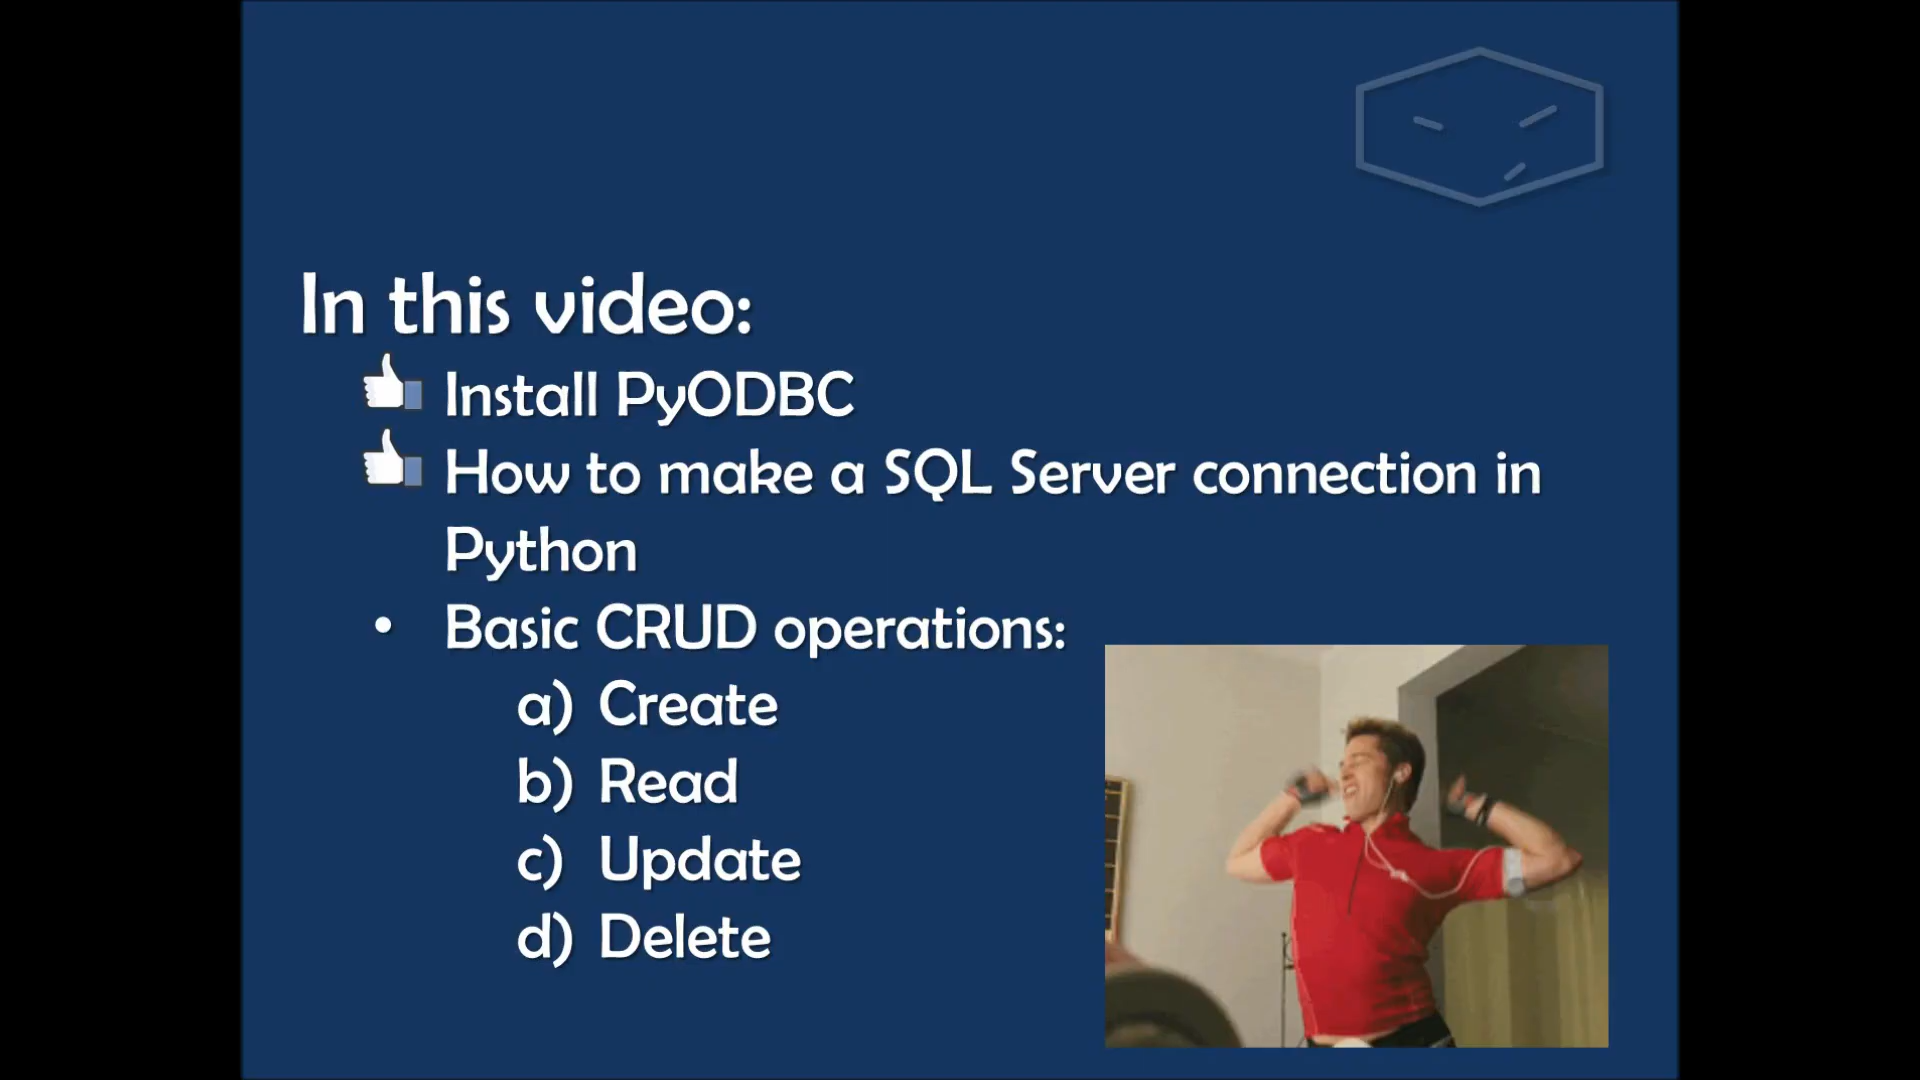 In this video:
Install PyODBC
How to make a SQL Server connection in
Python
• Basic CRUD operations:
a) Create
b) Read
c) Update
d) Delete